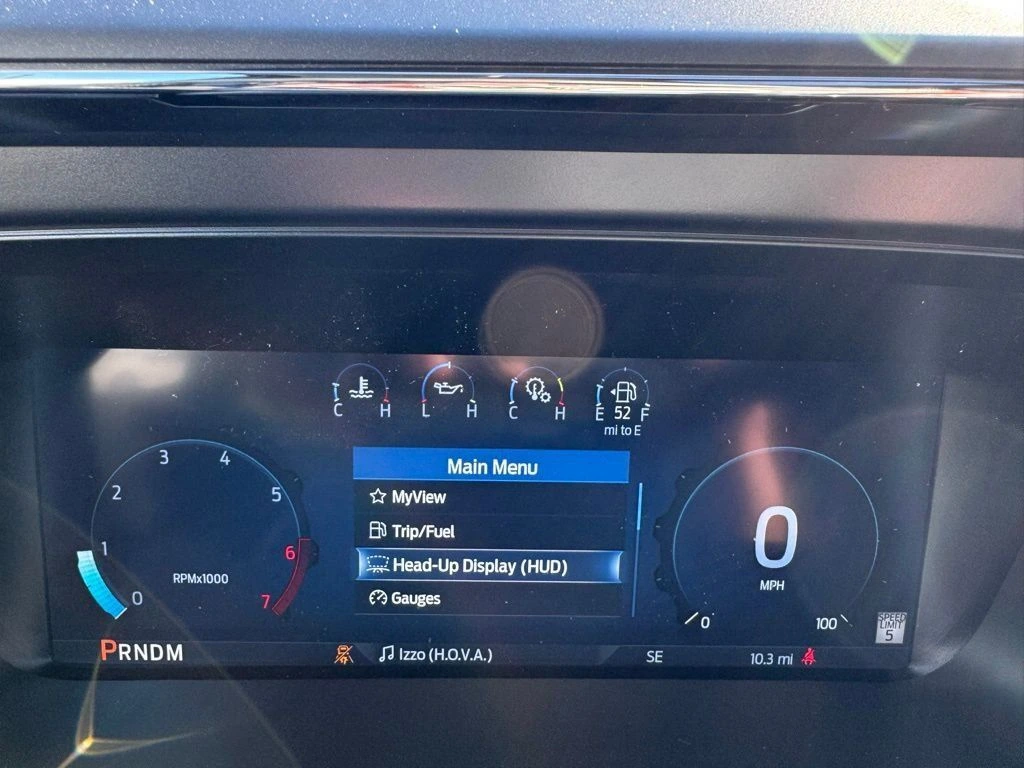 C H
L H
C H
E 52 F
mi to E
Main Menu
MyView
Trip/Fuel
Head-Up Display (HUD)
Gauges
0
1
2
3
4
5
6
7
RPMx1000
0
MPH
0
100
SPEED
LIMIT
5
PRNDM
Izzo (H.O.V.A.)
SE
10.3 mi